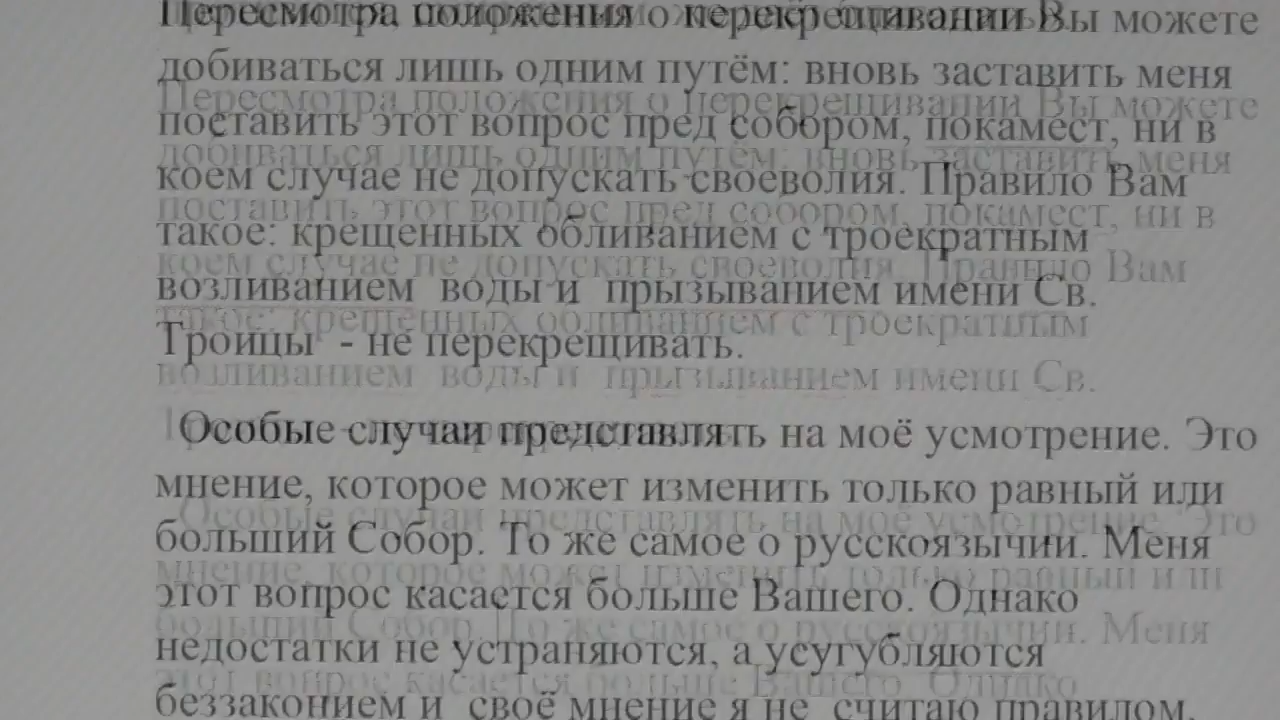 Пересмотра положения о перекрещивании Вы можете
добиваться лишь одним путём: вновь заставить меня
поставить этот вопрос пред собором, покамест, ни в
коем случае не допускать своеволия. Правило Вам
такое: крещенных обливанием с троекратным
возливанием воды и прызыванием имени Св.
Троицы - не перекрещивать.
Особые случаи представлять на моё усмотрение. Это
мнение, которое может изменить только равный или
больший Собор. То же самое о русскоязычии. Меня
этот вопрос касается больше Вашего. Однако
недостатки не устраняются, а усугубляются
беззаконием и своё мнение я не считаю правилом.